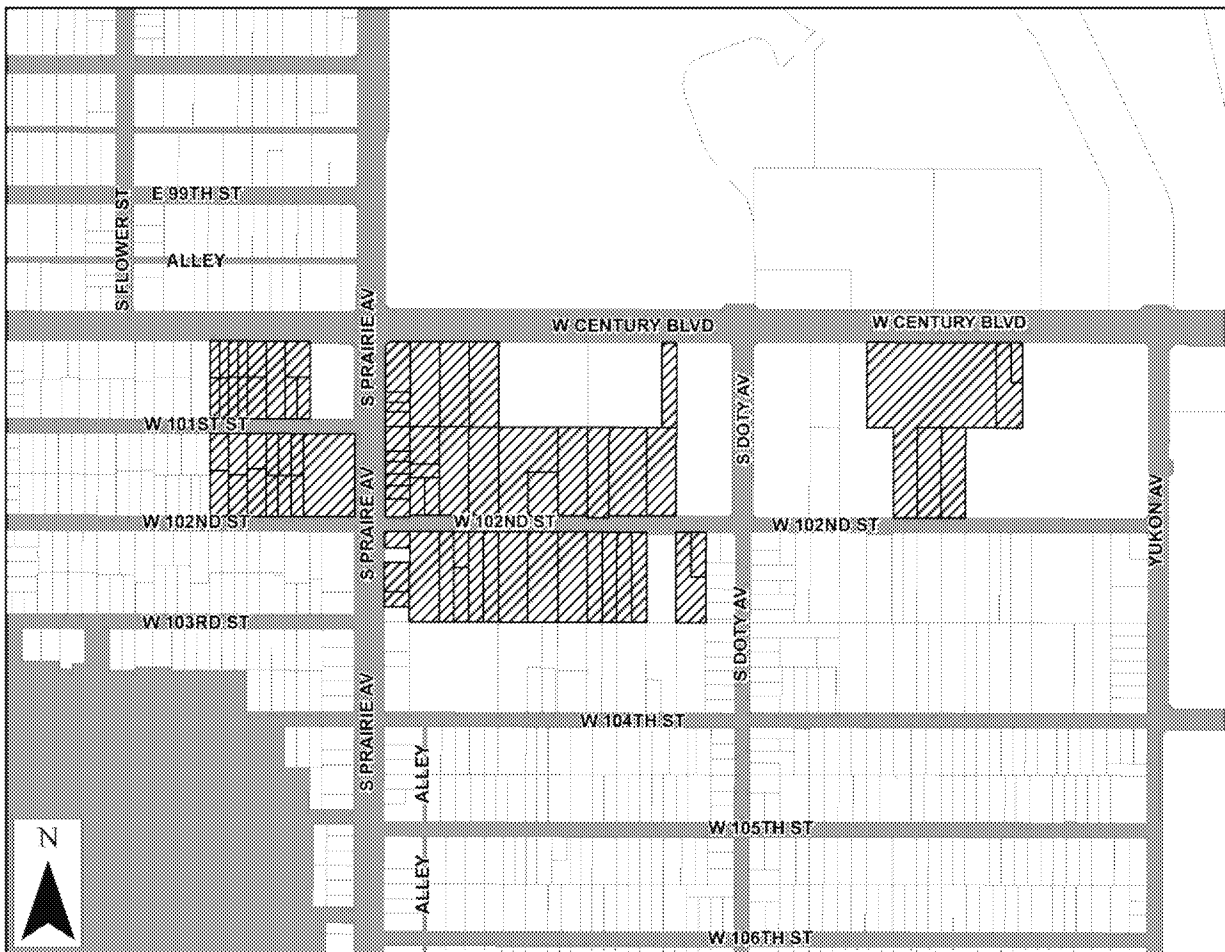 S FLOWER ST
E 99TH ST
ALLEY
S PRAIRIE AV
W CENTURY BLVD
W CENTURY BLVD
S DOTY AV
W 101ST ST
S PRAIRE AV
W 102ND ST
W 102ND ST
W 102ND ST
YUKON AV
W 103RD ST
S DOTY AV
S PRAIRIE AV
W 104TH ST
ALLEY
W 105TH ST
N
ALLEY
W 106TH ST